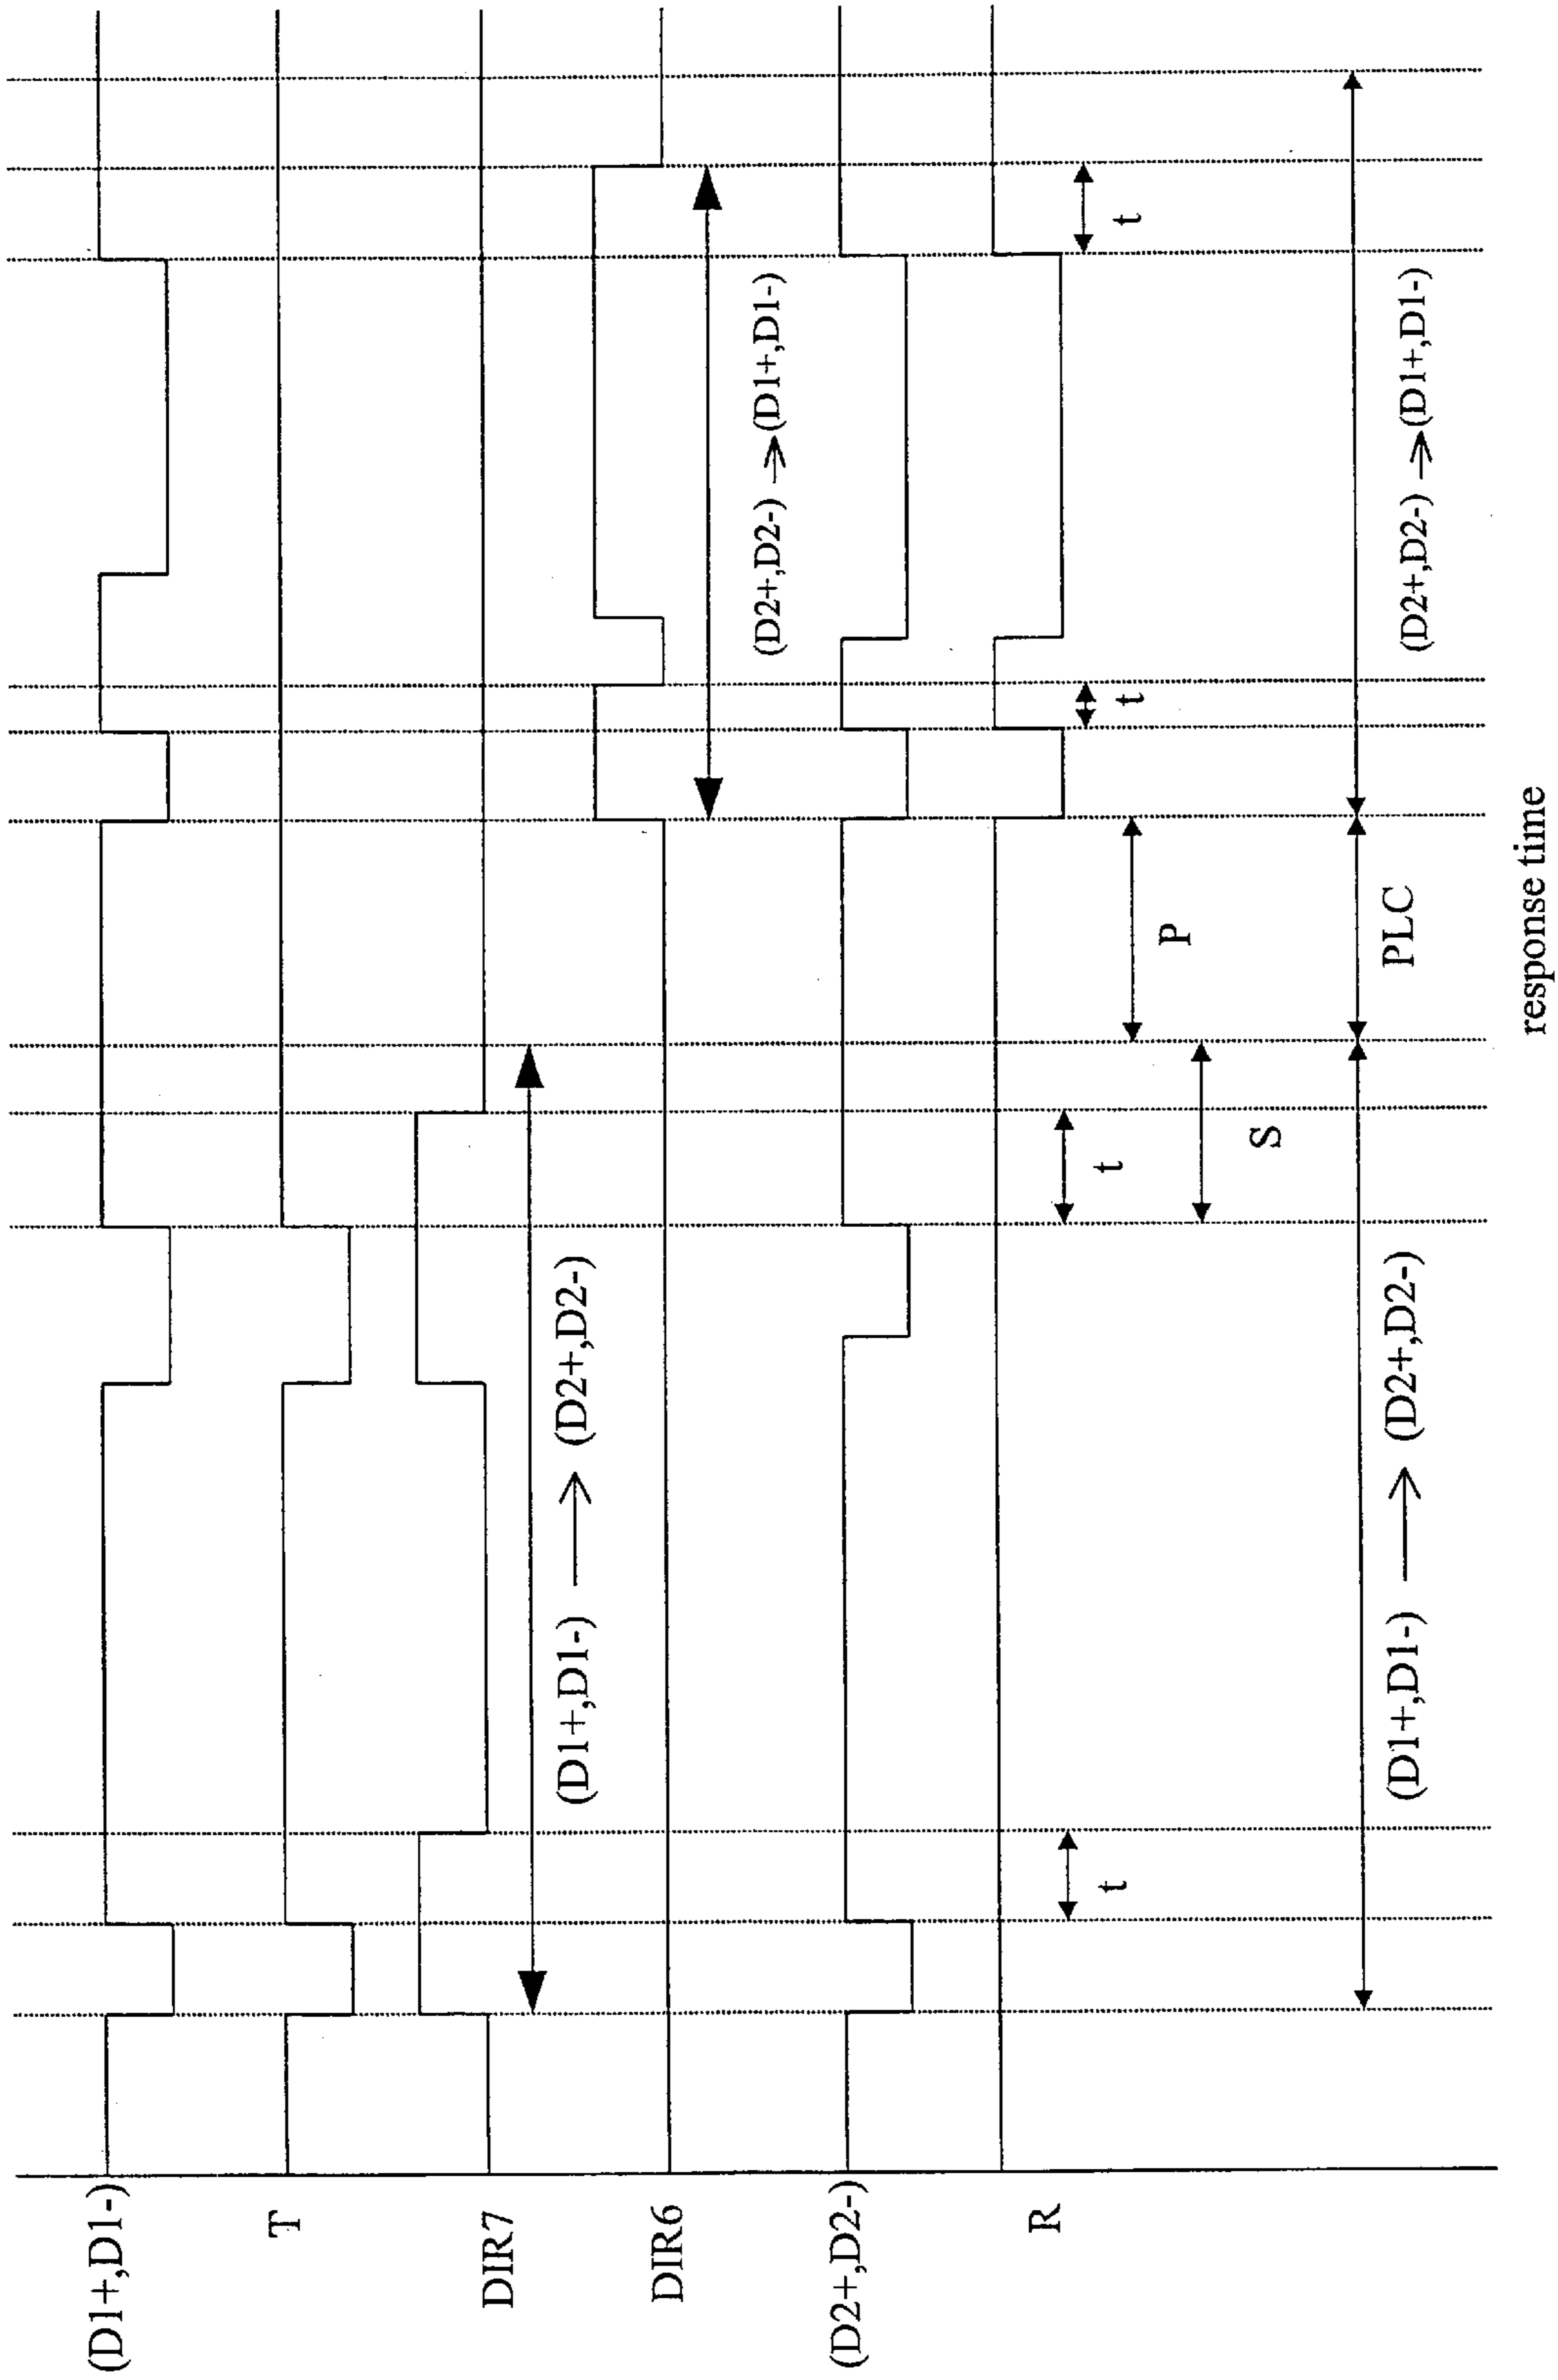 (D1+,D1-)
T
DIR7
DIR6
(D2+,D2-)
R
(D1+,D1-) ⟶ (D2+,D2-)
(D2+,D2-) → (D1+,D1-)
t
t
t
t
S
P
(D1+,D1-) ⟶ (D2+,D2-)
PLC
(D2+,D2-) → (D1+,D1-)
response time